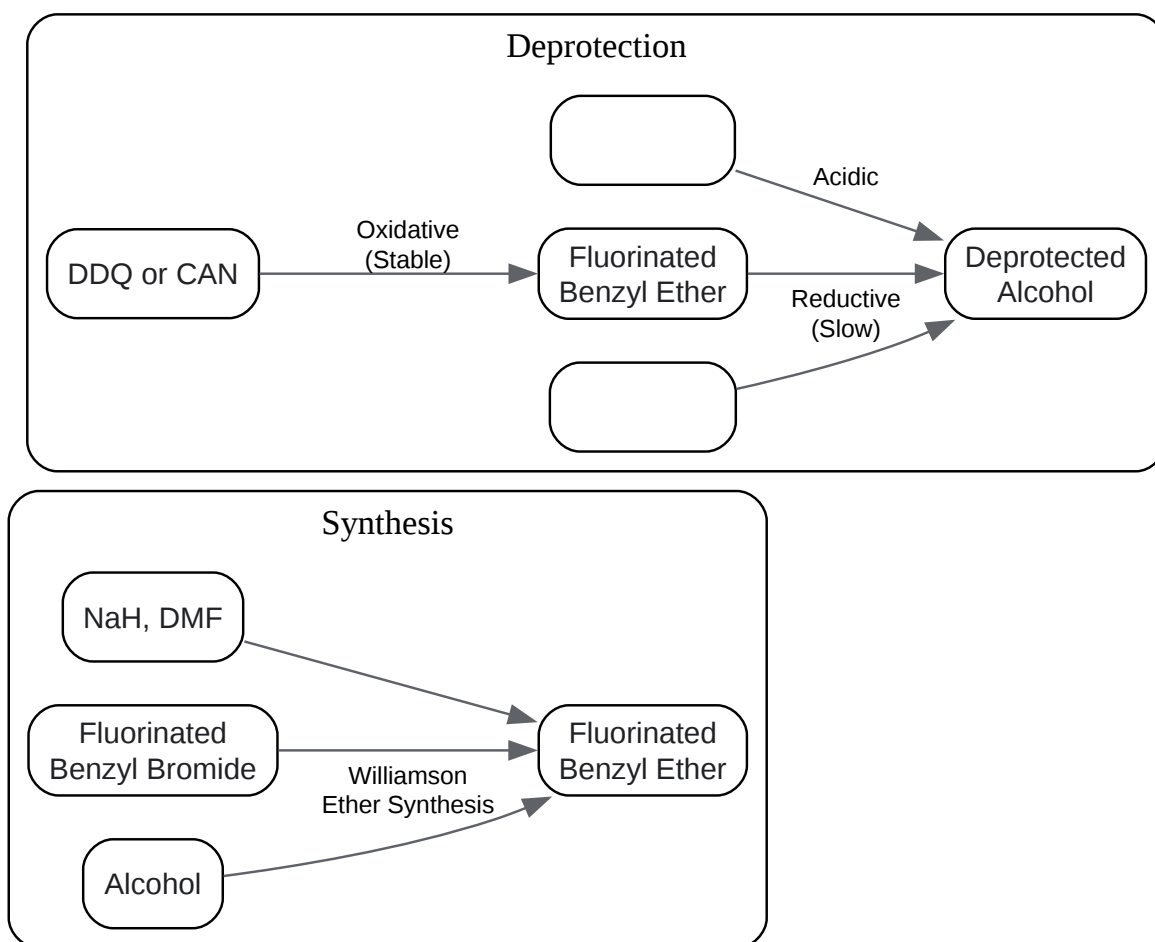 Deprotection
Acidic
Oxidative
(Stable)
DDQ or CAN
Fluorinated
Benzyl Ether
Deprotected
Alcohol
Reductive
(Slow)
Synthesis
NaH, DMF
Fluorinated
Benzyl Bromide
Fluorinated
Benzyl Ether
Williamson
Ether Synthesis
Alcohol